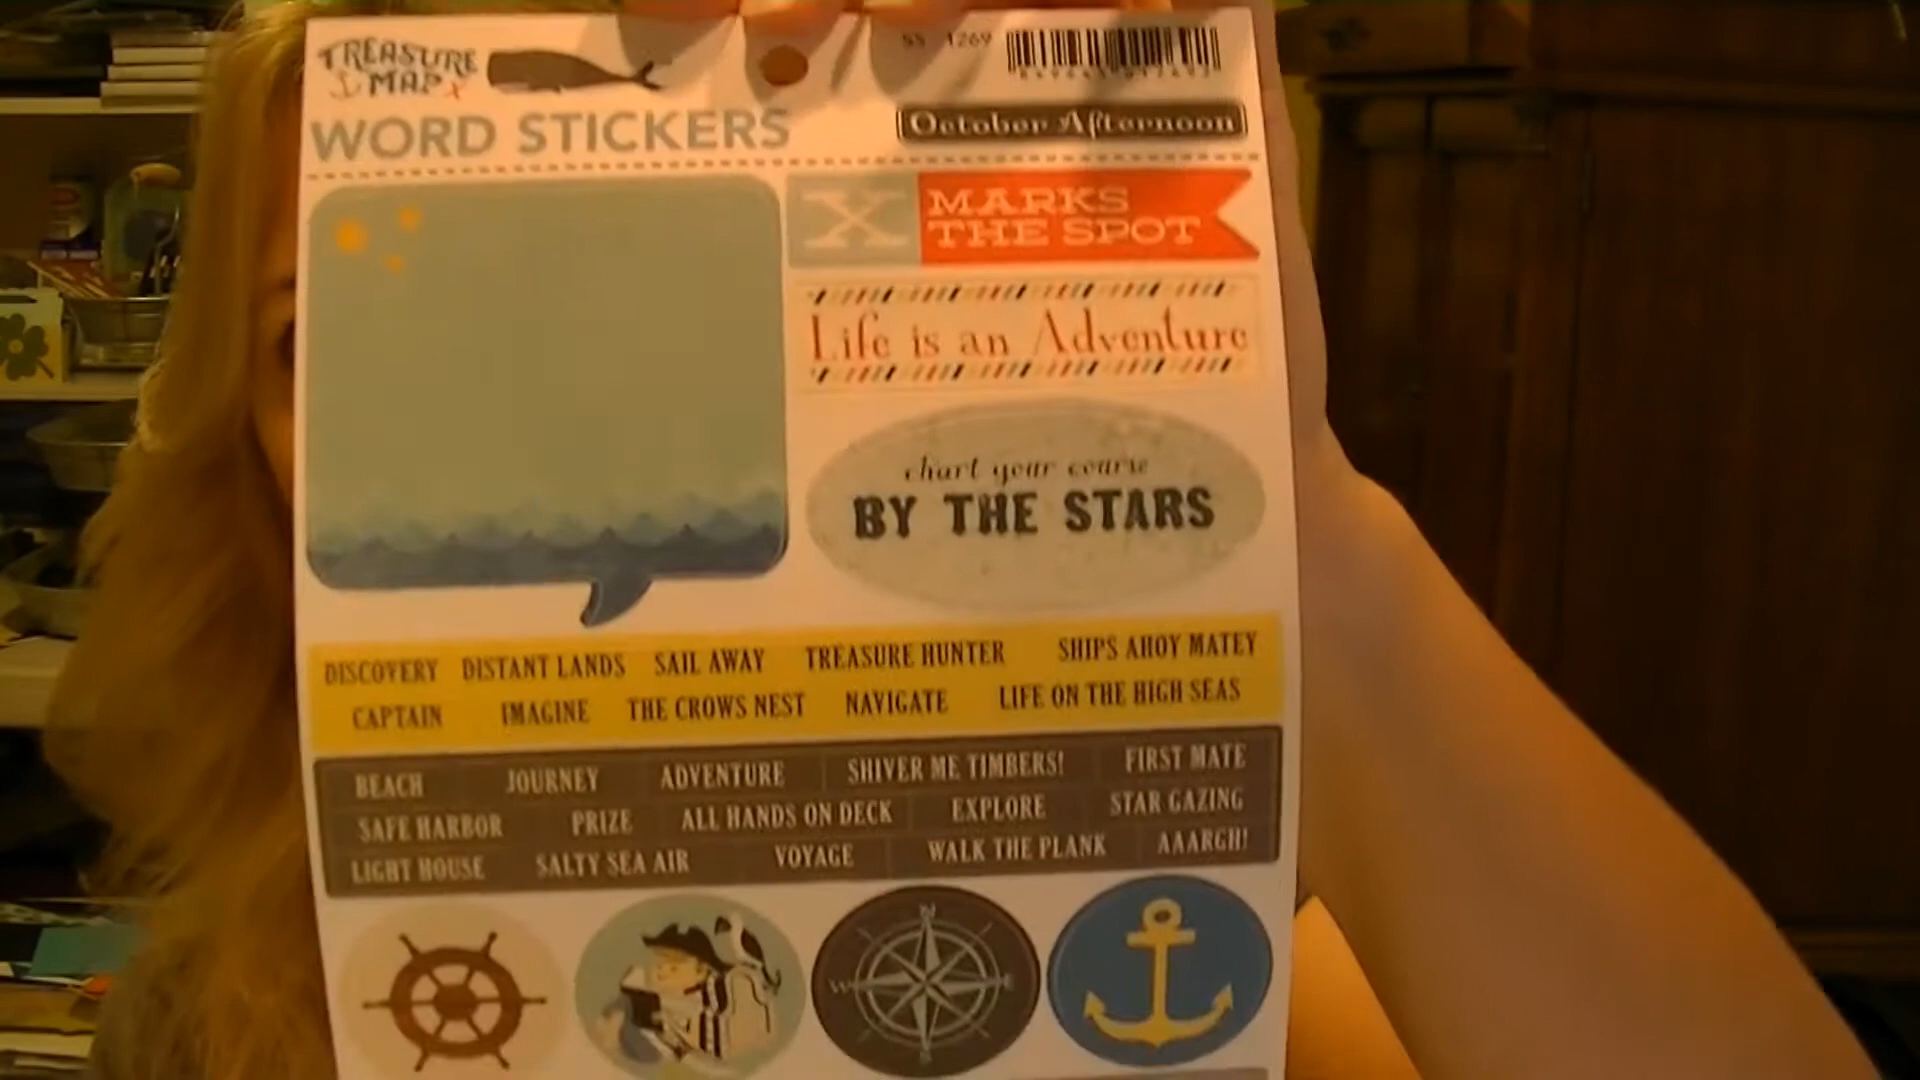 TREASURE
MAP
SS 1269
WORD STICKERS
October Afternoon
X MARKS
THE SPOT
Life is an Adventure
chart your course
BY THE STARS
DISCOVERY DISTANT LANDS SAIL AWAY TREASURE HUNTER SHIPS AHOY MATEY
CAPTAIN IMAGINE THE CROWS NEST NAVIGATE LIFE ON THE HIGH SEAS
BEACH JOURNEY ADVENTURE SHIVER ME TIMBERS! FIRST MATE
SAFE HARBOR PRIZE ALL HANDS ON DECK EXPLORE STAR GAZING
LIGHT HOUSE SALTY SEA AIR VOYAGE WALK THE PLANK AAARGH!
N
W